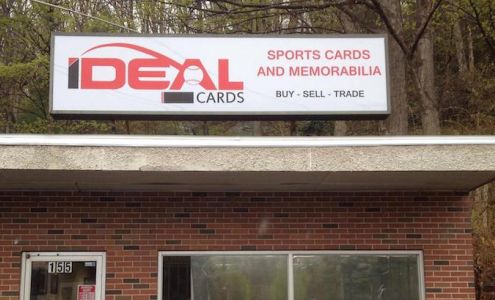 IDEAL
CARDS
SPORTS CARDS
AND MEMORABILIA
BUY - SELL - TRADE
155